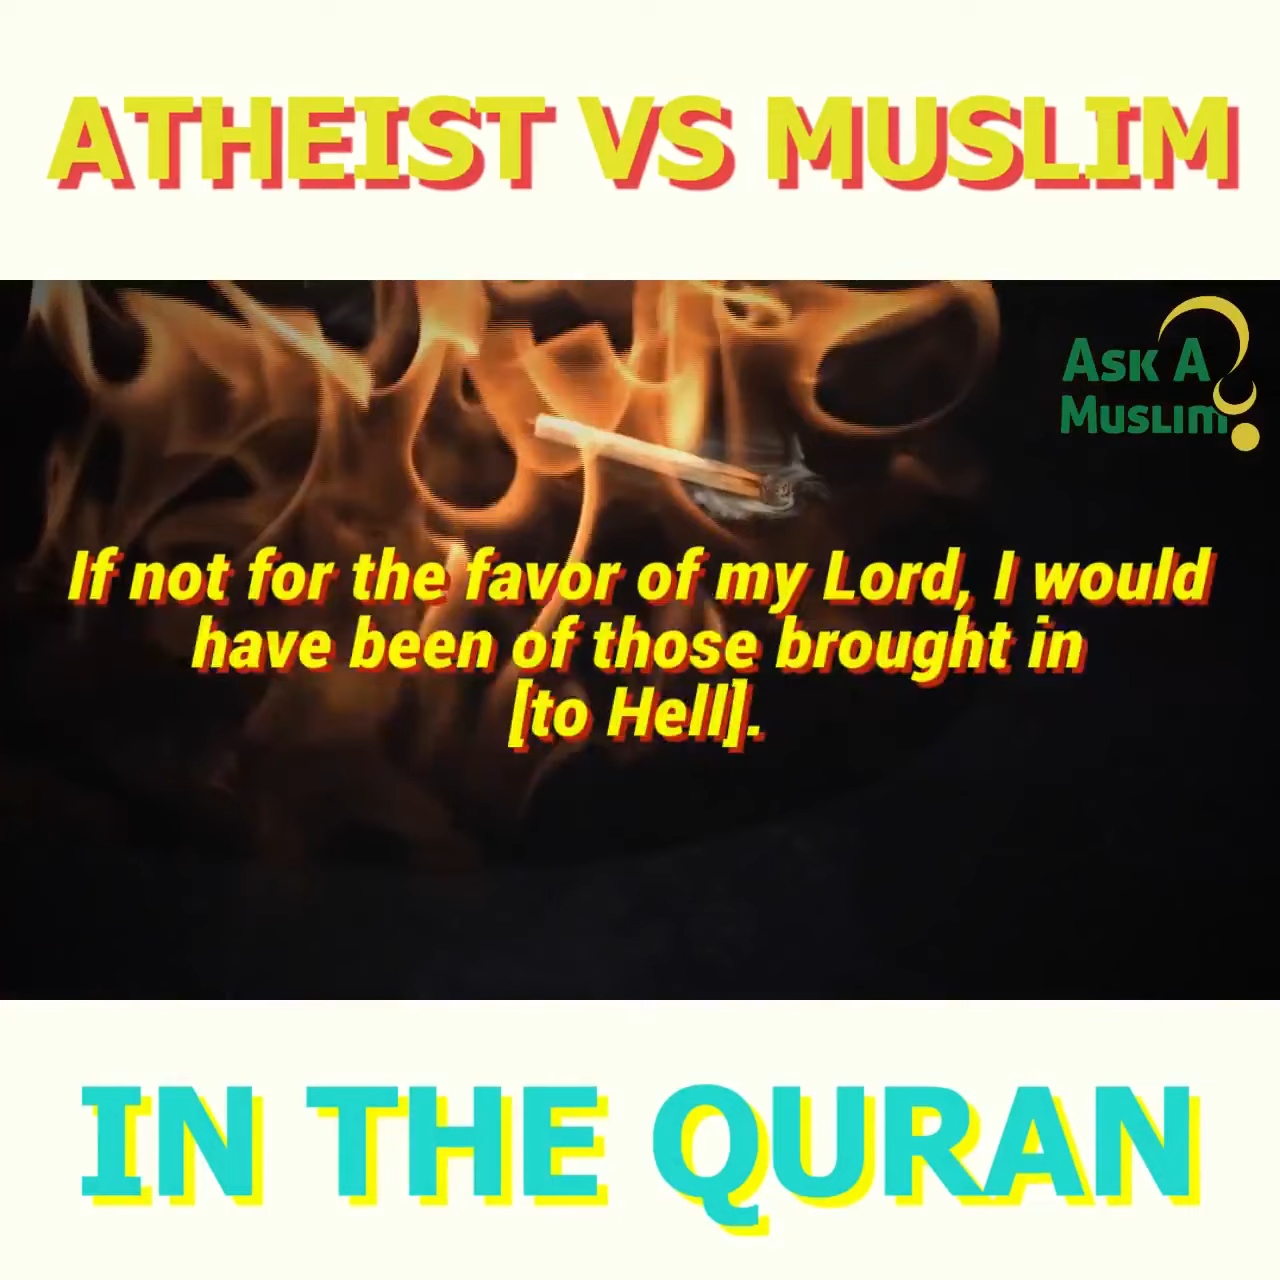 ATHEIST VS MUSLIM
ASK A
MUSLIM
If not for the favor of my Lord, I would
have been of those brought in
[to Hell].
IN THE QURAN